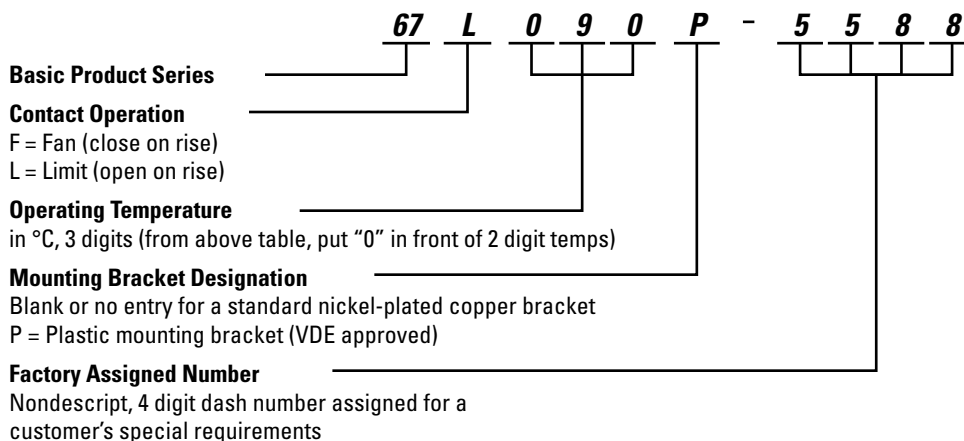 67 L 0 9 0 P - 5 5 8 8
Basic Product Series
Contact Operation
F = Fan (close on rise)
L = Limit (open on rise)
Operating Temperature
in °C, 3 digits (from above table, put “0” in front of 2 digit temps)
Mounting Bracket Designation
Blank or no entry for a standard nickel-plated copper bracket
P = Plastic mounting bracket (VDE approved)
Factory Assigned Number
Nondescript, 4 digit dash number assigned for a
customer’s special requirements